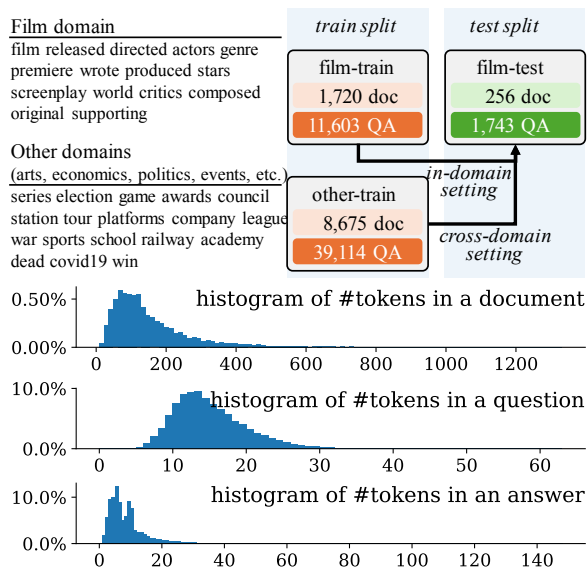 Film domain
film released directed actors genre
premiere wrote produced stars
screenplay world critics composed
original supporting
Other domains
(arts, economics, politics, events, etc.)
series election game awards council
station tour platforms company league
war sports school railway academy
dead covid19 win
train split
test split
film-train
1,720 doc
11,603 QA
film-test
256 doc
1,743 QA
in-domain
setting
other-train
8,675 doc
39,114 QA
cross-domain
setting
histogram of #tokens in a document
0.50%
0.00%
0 200 400 600 800 1000 1200
histogram of #tokens in a question
10.0%
0.0%
0 10 20 30 40 50 60
histogram of #tokens in an answer
10.0%
0.0%
0 20 40 60 80 100 120 140